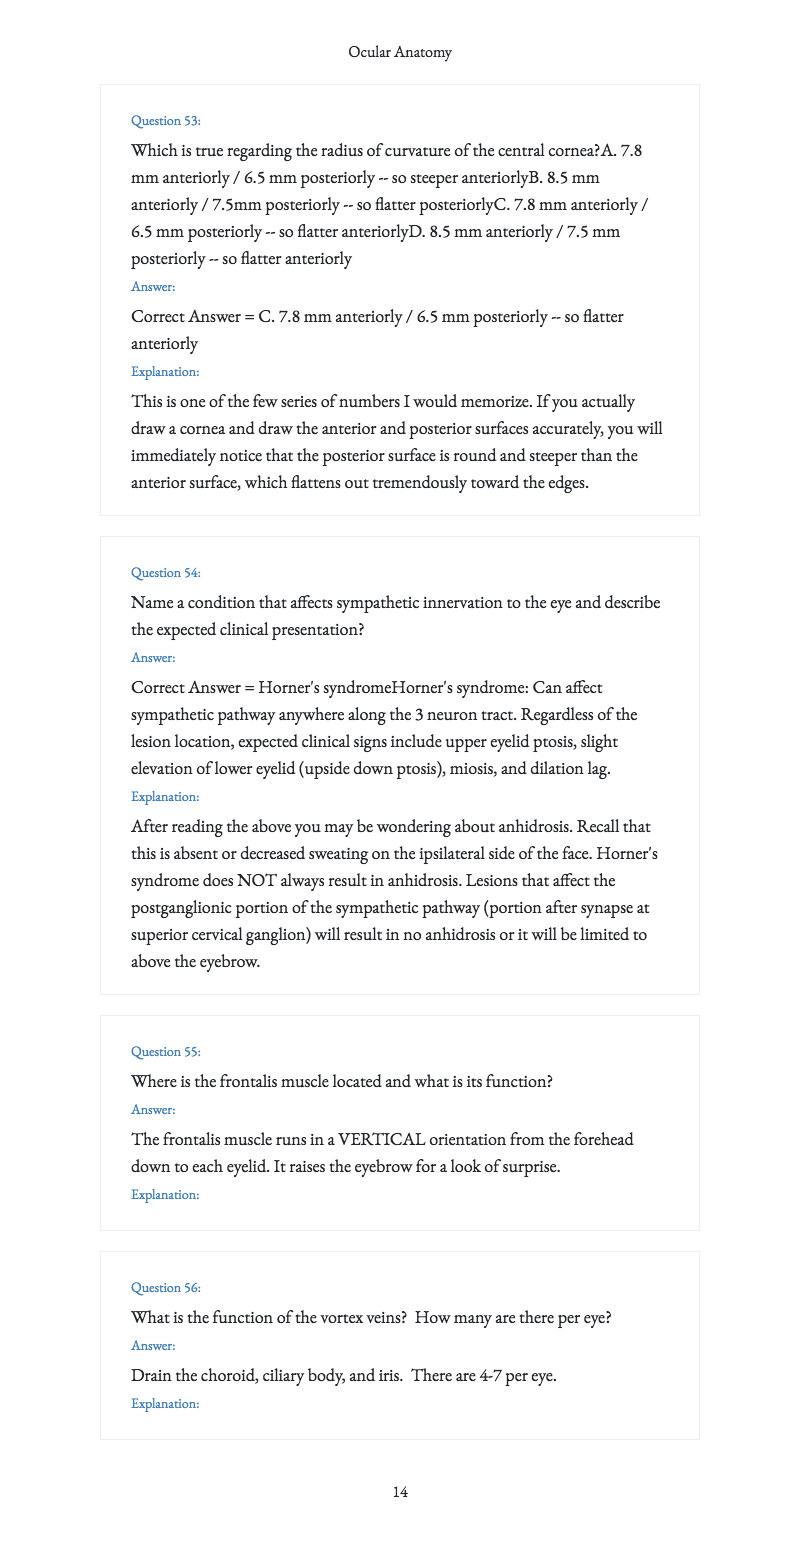 Ocular Anatomy
Question 53:
Which is true regarding the radius of curvature of the central cornea?A. 7.8
mm anteriorly / 6.5 mm posteriorly -- so steeper anteriorlyB. 8.5 mm
anteriorly / 7.5mm posteriorly -- so flatter posteriorlyC. 7.8 mm anteriorly /
6.5 mm posteriorly -- so flatter anteriorlyD. 8.5 mm anteriorly / 7.5 mm
posteriorly -- so flatter anteriorly
Answer:
Correct Answer = C. 7.8 mm anteriorly / 6.5 mm posteriorly -- so flatter
anteriorly
Explanation:
This is one of the few series of numbers I would memorize. If you actually
draw a cornea and draw the anterior and posterior surfaces accurately, you will
immediately notice that the posterior surface is round and steeper than the
anterior surface, which flattens out tremendously toward the edges.
Question 54:
Name a condition that affects sympathetic innervation to the eye and describe
the expected clinical presentation?
Answer:
Correct Answer = Horner's syndromeHorner's syndrome: Can affect
sympathetic pathway anywhere along the 3 neuron tract. Regardless of the
lesion location, expected clinical signs include upper eyelid ptosis, slight
elevation of lower eyelid (upside down ptosis), miosis, and dilation lag.
Explanation:
After reading the above you may be wondering about anhidrosis. Recall that
this is absent or decreased sweating on the ipsilateral side of the face. Horner's
syndrome does NOT always result in anhidrosis. Lesions that affect the
postganglionic portion of the sympathetic pathway (portion after synapse at
superior cervical ganglion) will result in no anhidrosis or it will be limited to
above the eyebrow.
Question 55:
Where is the frontalis muscle located and what is its function?
Answer:
The frontalis muscle runs in a VERTICAL orientation from the forehead
down to each eyelid. It raises the eyebrow for a look of surprise.
Explanation:
Question 56:
What is the function of the vortex veins?  How many are there per eye?
Answer:
Drain the choroid, ciliary body, and iris.  There are 4-7 per eye.
Explanation:
14